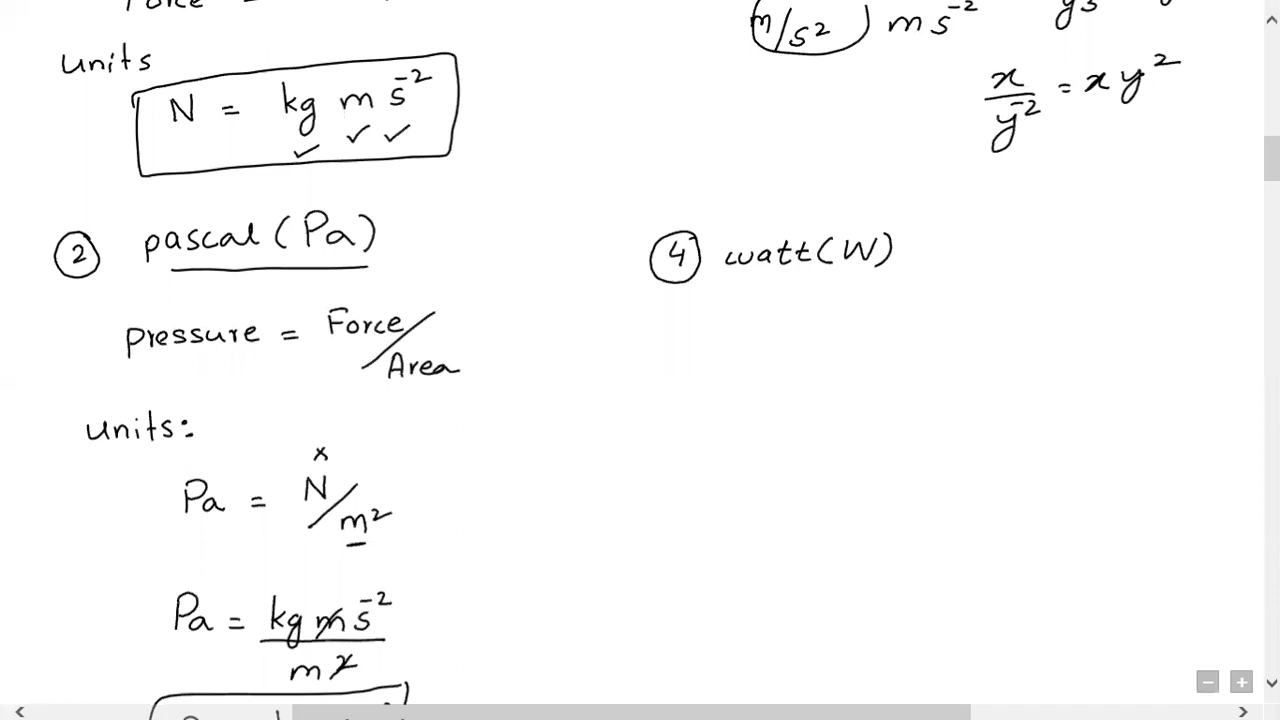 units
N = kg m s⁻²
② pascal (Pa)
pressure = Force/Area
units:
x
Pa = N/m²
Pa = kg m s⁻² / m²
m/s² m s⁻²
x/y⁻² = x y²
④ watt (W)